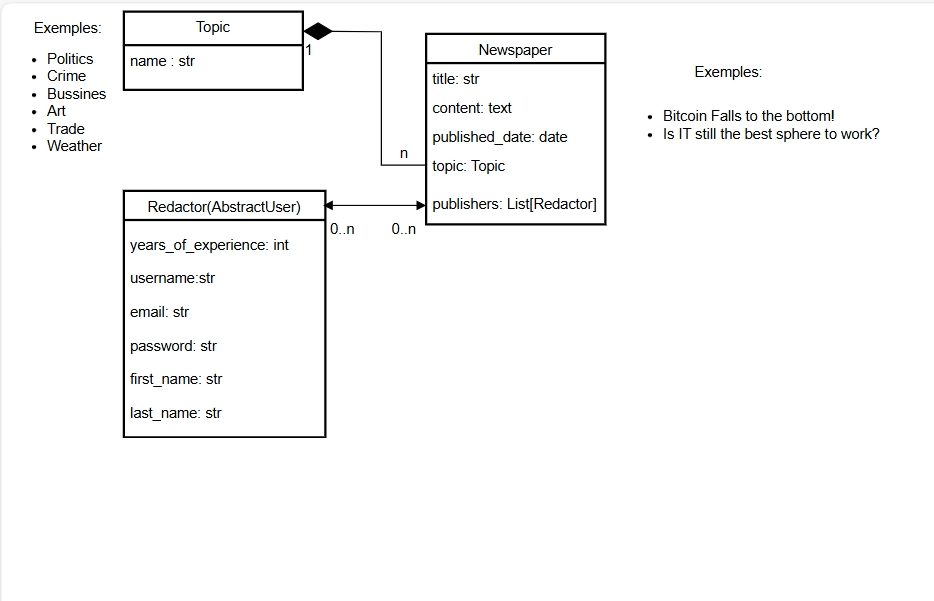 Exemples:
Politics
Crime
Bussines
Art
Trade
Weather
Topic
name : str
1
n
Newspaper
title: str
content: text
published_date: date
topic: Topic
publishers: List[Redactor]
Exemples:
Bitcoin Falls to the bottom!
Is IT still the best sphere to work?
Redactor(AbstractUser)
years_of_experience: int
username:str
email: str
password: str
first_name: str
last_name: str
0..n
0..n